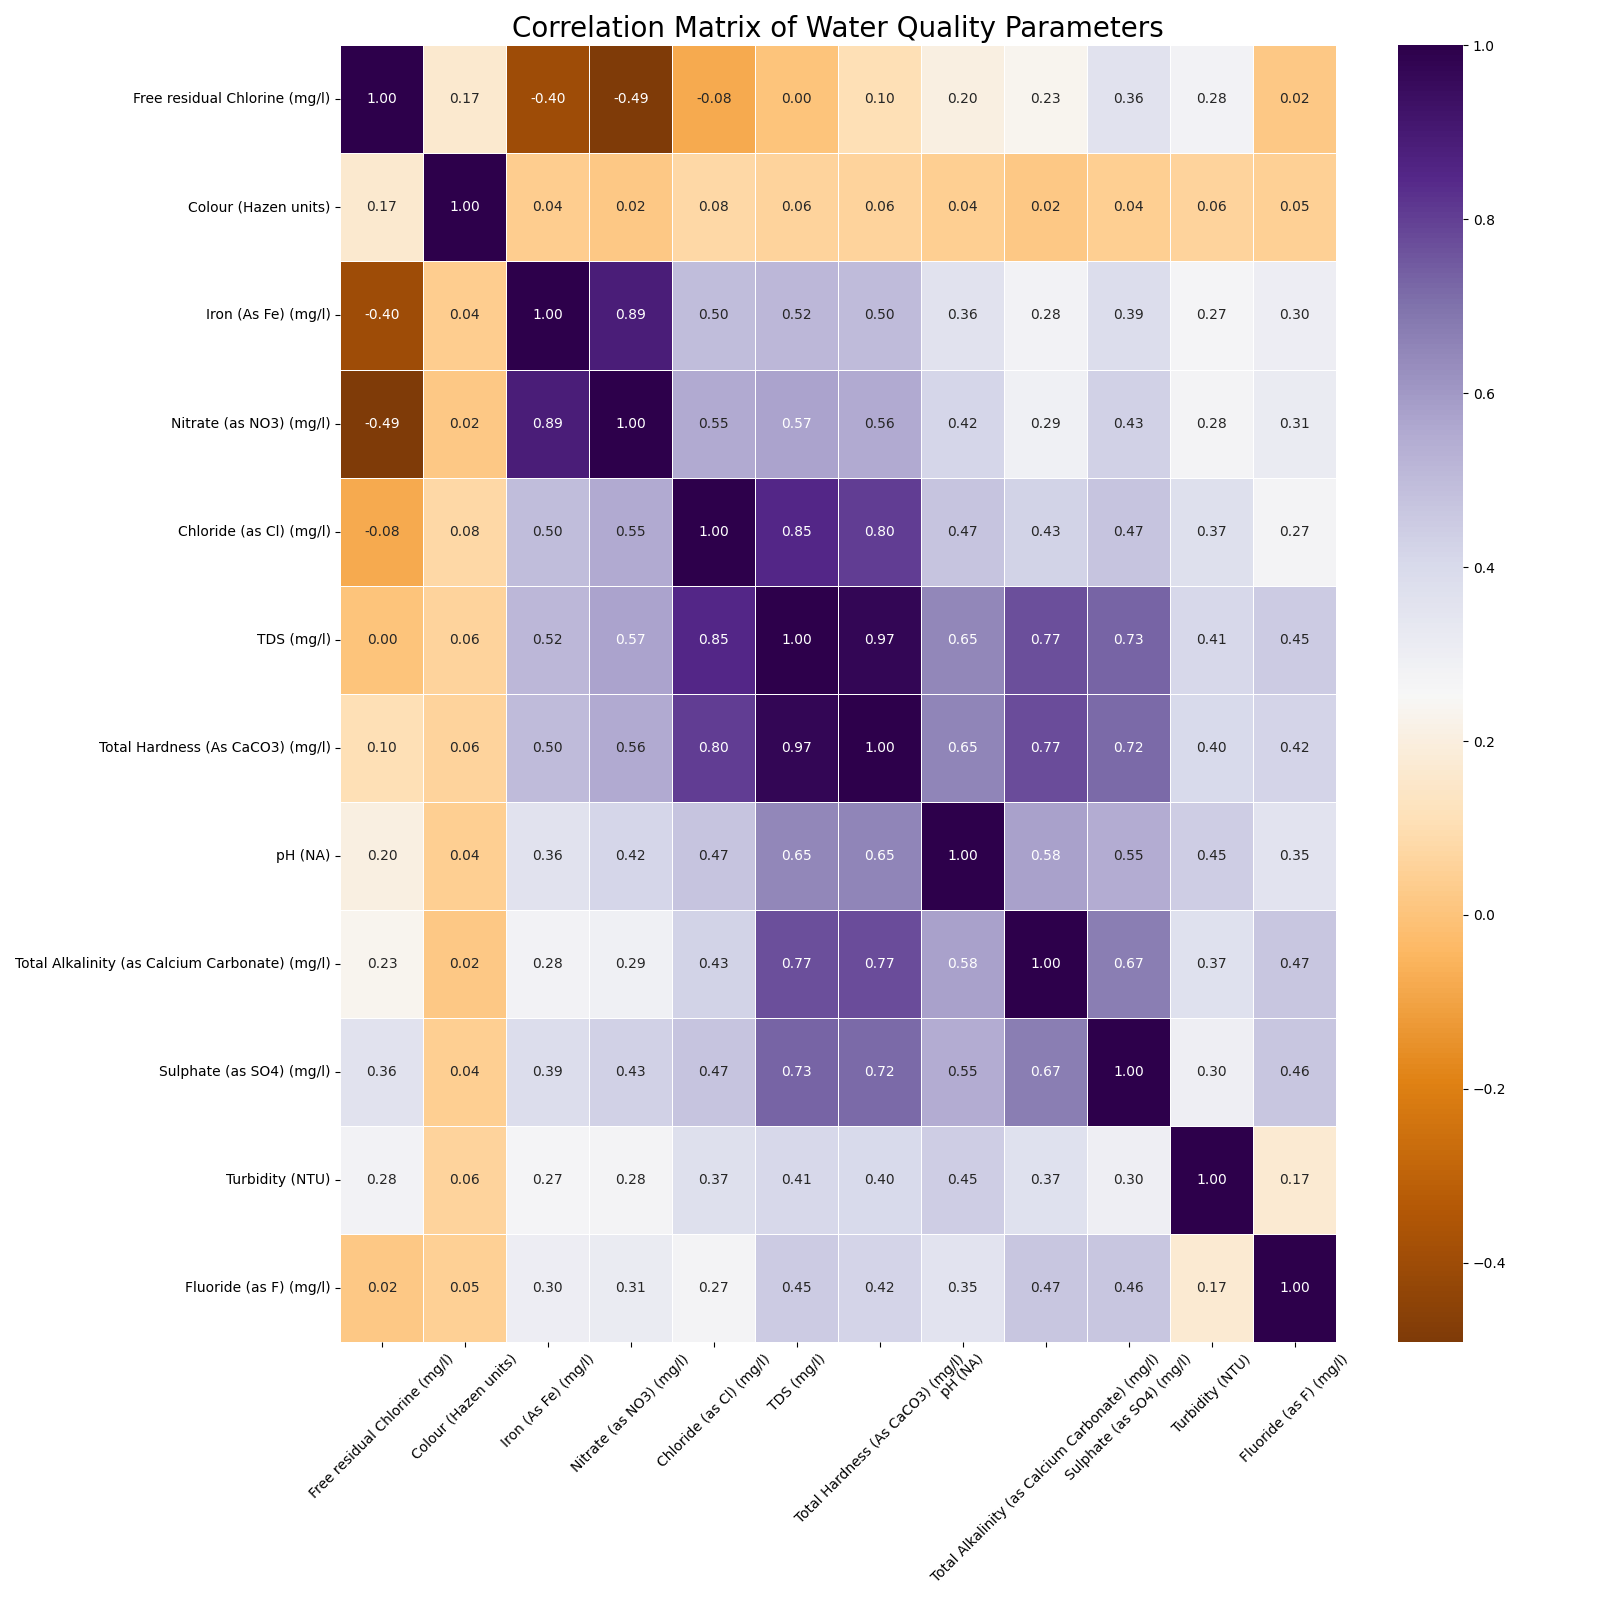 Correlation Matrix of Water Quality Parameters
Free residual Chlorine (mg/l) 1.00 0.17 -0.40 -0.49 -0.08 0.00 0.10 0.20 0.23 0.36 0.28 0.02
Colour (Hazen units) 0.17 1.00 0.04 0.02 0.08 0.06 0.06 0.04 0.02 0.04 0.06 0.05
Iron (As Fe) (mg/l) -0.40 0.04 1.00 0.89 0.50 0.52 0.50 0.36 0.28 0.39 0.27 0.30
Nitrate (as NO3) (mg/l) -0.49 0.02 0.89 1.00 0.55 0.57 0.56 0.42 0.29 0.43 0.28 0.31
Chloride (as Cl) (mg/l) -0.08 0.08 0.50 0.55 1.00 0.85 0.80 0.47 0.43 0.47 0.37 0.27
TDS (mg/l) 0.00 0.06 0.52 0.57 0.85 1.00 0.97 0.65 0.77 0.73 0.41 0.45
Total Hardness (As CaCO3) (mg/l) 0.10 0.06 0.50 0.56 0.80 0.97 1.00 0.65 0.77 0.72 0.40 0.42
pH (NA) 0.20 0.04 0.36 0.42 0.47 0.65 0.65 1.00 0.58 0.55 0.45 0.35
Total Alkalinity (as Calcium Carbonate) (mg/l) 0.23 0.02 0.28 0.29 0.43 0.77 0.77 0.58 1.00 0.67 0.37 0.47
Sulphate (as SO4) (mg/l) 0.36 0.04 0.39 0.43 0.47 0.73 0.72 0.55 0.67 1.00 0.30 0.46
Turbidity (NTU) 0.28 0.06 0.27 0.28 0.37 0.41 0.40 0.45 0.37 0.30 1.00 0.17
Fluoride (as F) (mg/l) 0.02 0.05 0.30 0.31 0.27 0.45 0.42 0.35 0.47 0.46 0.17 1.00
Free residual Chlorine (mg/l)
Colour (Hazen units)
Iron (As Fe) (mg/l)
Nitrate (as NO3) (mg/l)
Chloride (as Cl) (mg/l)
TDS (mg/l)
Total Hardness (As CaCO3) (mg/l)
pH (NA)
Total Alkalinity (as Calcium Carbonate) (mg/l)
Sulphate (as SO4) (mg/l)
Turbidity (NTU)
Fluoride (as F) (mg/l)
1.0
0.8
0.6
0.4
0.2
0.0
−0.2
−0.4